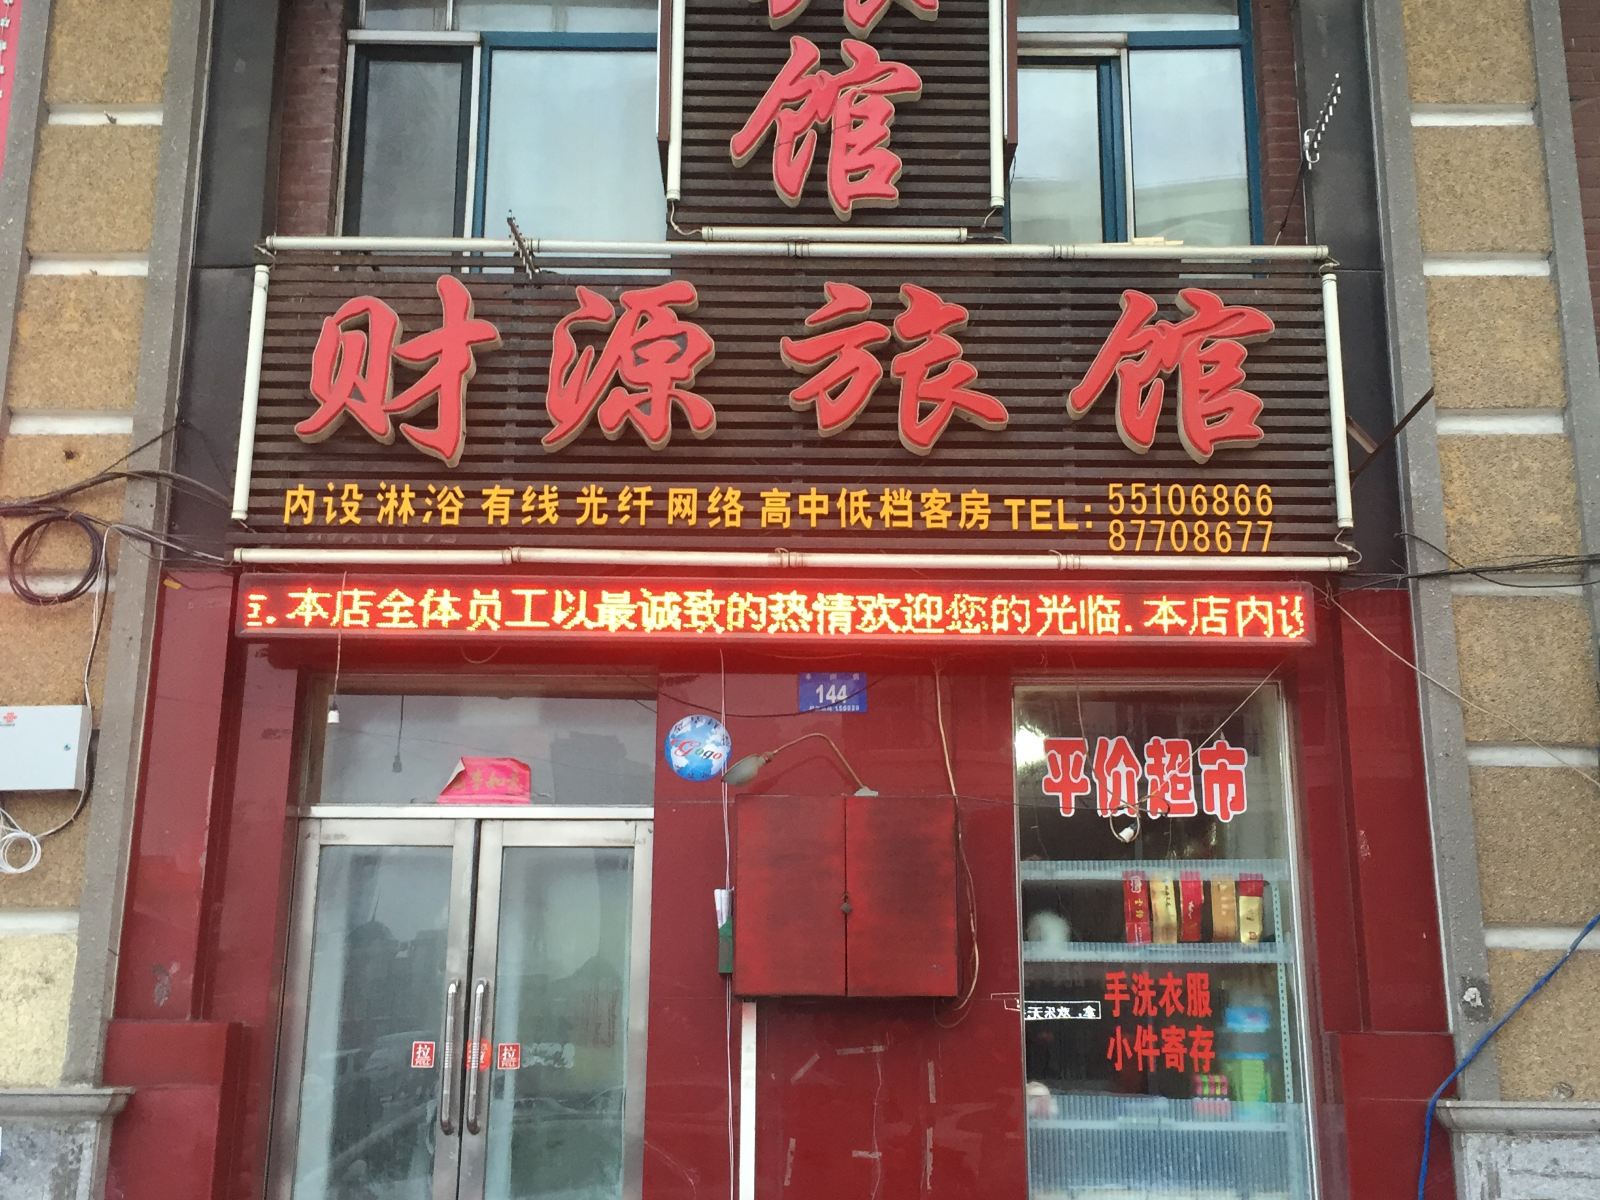 馆
财源旅馆
内设 淋浴 有线 光纤 网络 高中低档客房 TEL: 55106866
87708677
.本店全体员工以最诚致的热情欢迎您的光临.本店内设
144
平价超市
手洗衣服
小件寄存
拉
拉